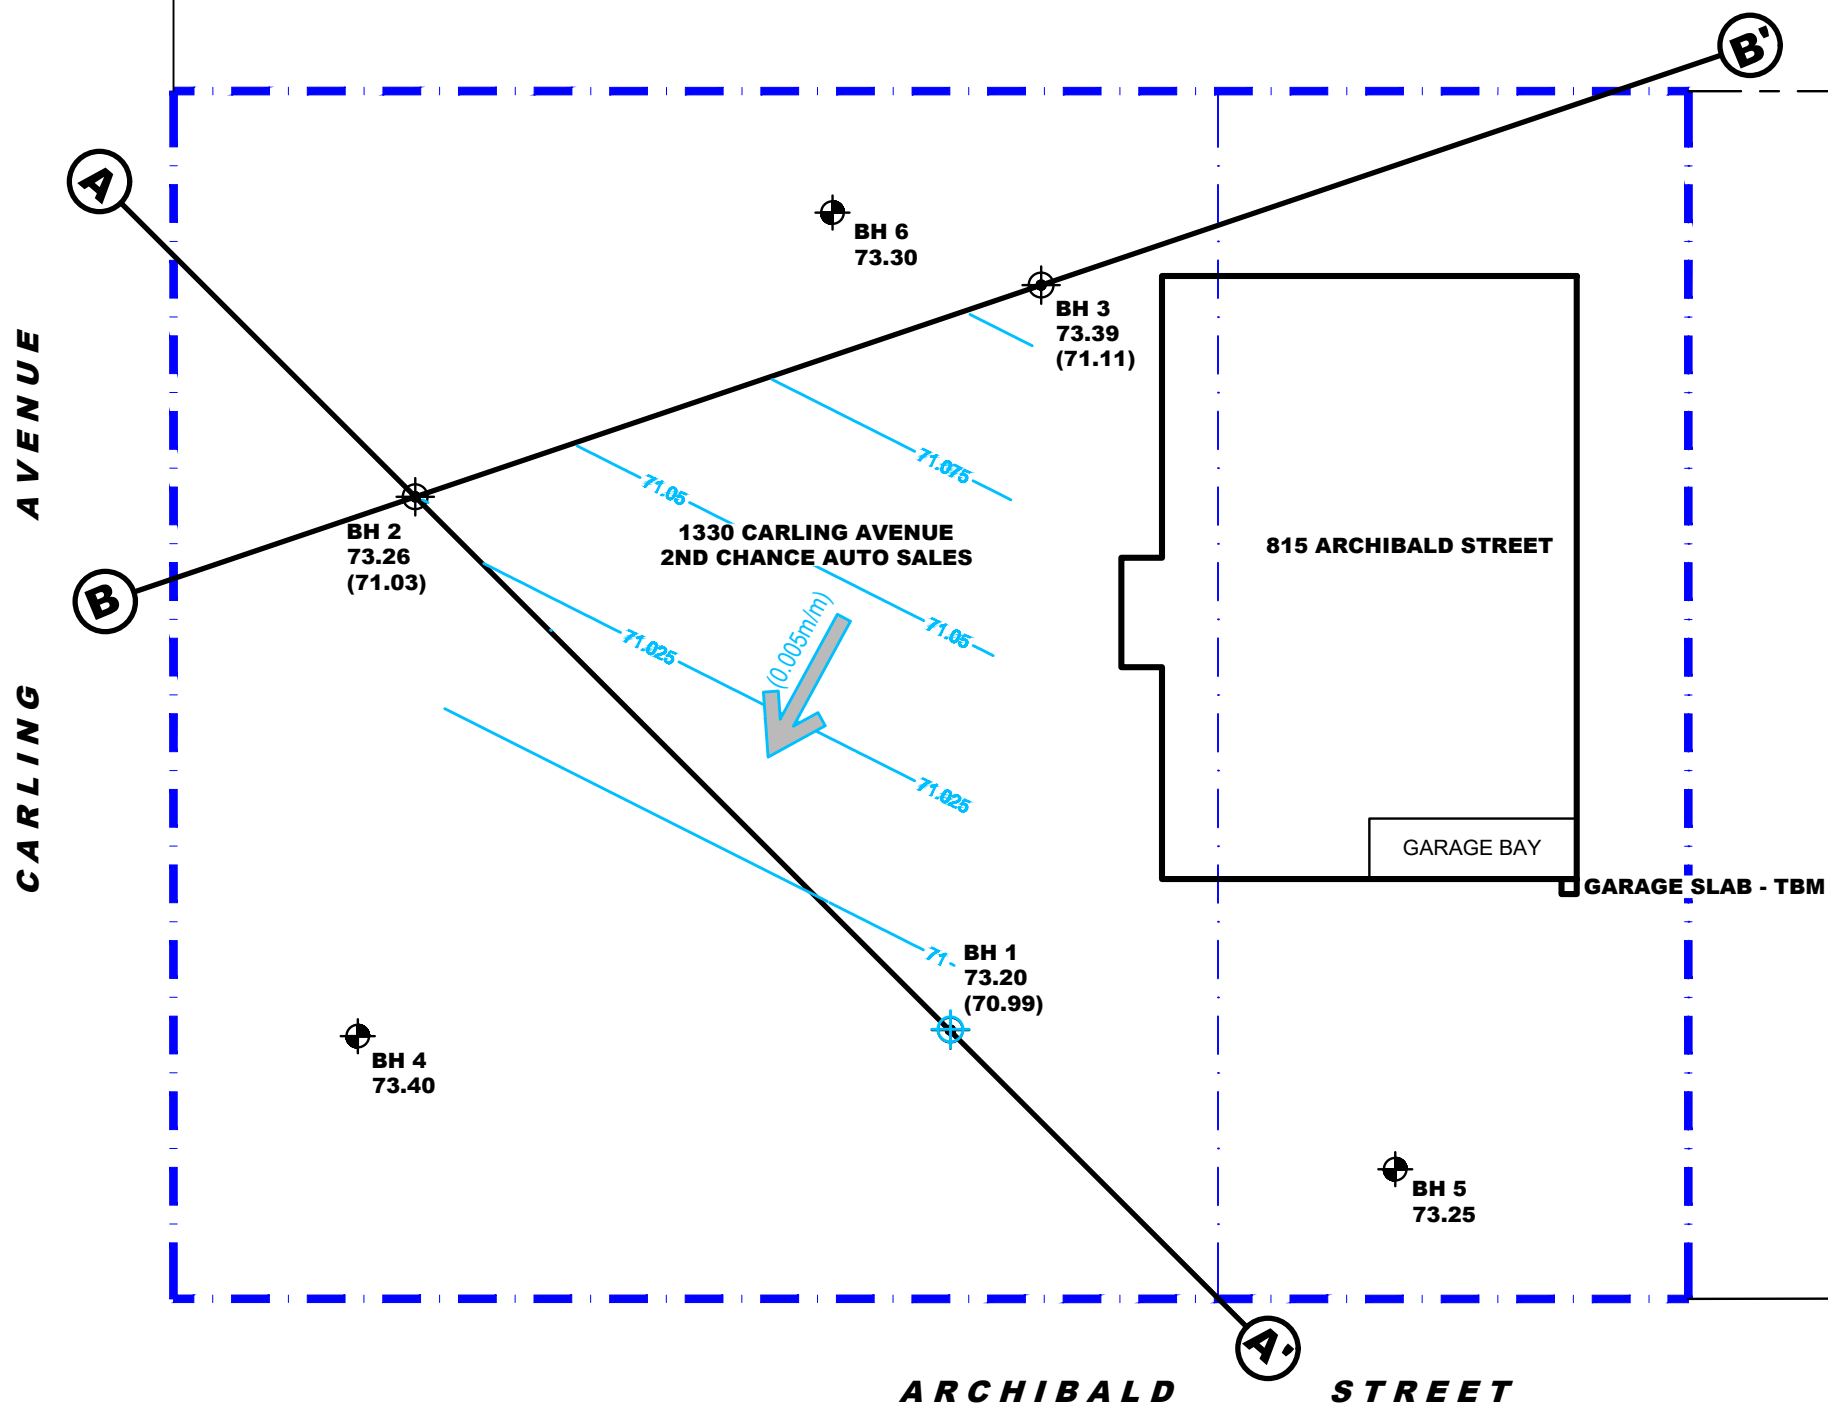 B'
A
BH 6
73.30
BH 3
73.39
(71.11)
AVENUE
71.075
71.05
BH 2
73.26
(71.03)
1330 CARLING AVENUE
2ND CHANCE AUTO SALES
815 ARCHIBALD STREET
B
(0.005m/m)
71.05
71.025
CARLING
71.025
GARAGE BAY
GARAGE SLAB - TBM
71
BH 1
73.20
(70.99)
BH 4
73.40
BH 5
73.25
A'
ARCHIBALD STREET